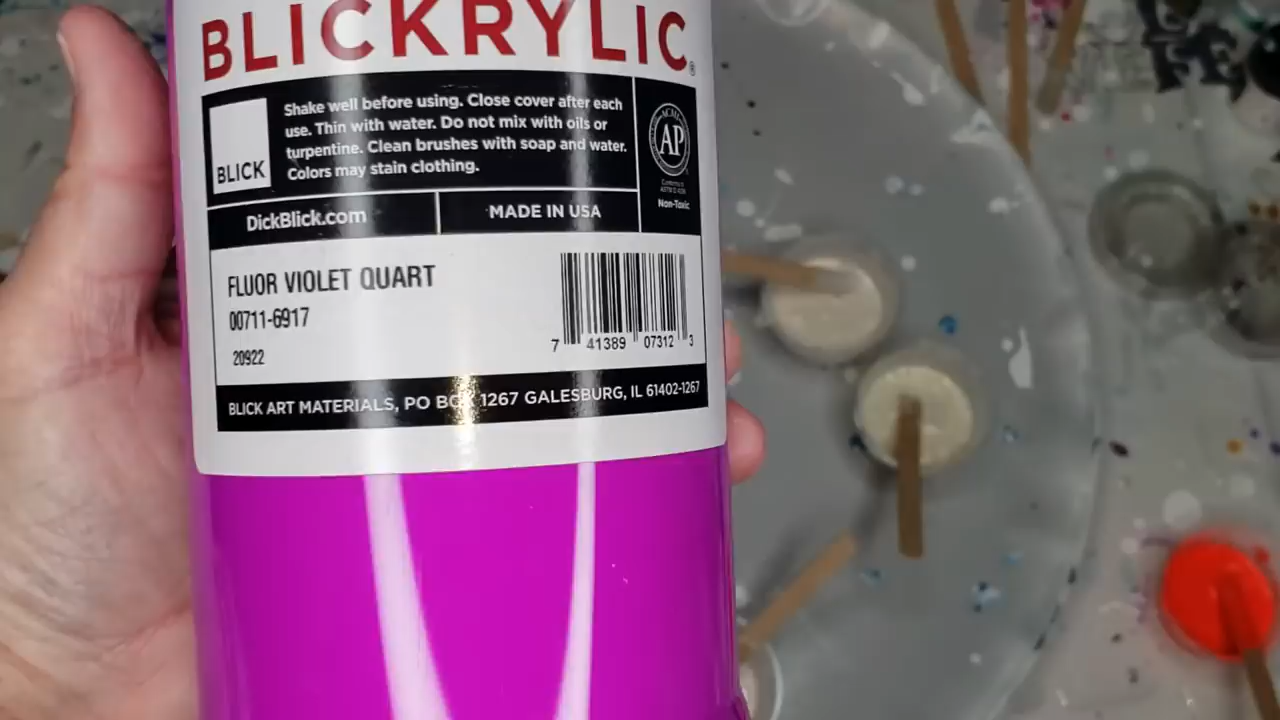 BLICKRYLIC®
Shake well before using. Close cover after each
use. Thin with water. Do not mix with oils or
turpentine. Clean brushes with soap and water.
Colors may stain clothing.
BLICK
AP
Non-Toxic
DickBlick.com
MADE IN USA
FLUOR VIOLET QUART
00711-6917
20922
7 41389 07312 3
BLICK ART MATERIALS, PO BOX 1267 GALESBURG, IL 61402-1267